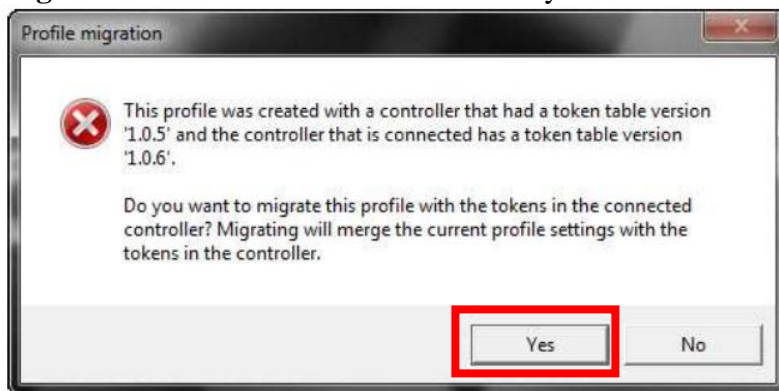 Profile migration
This profile was created with a controller that had a token table version
'1.0.5' and the controller that is connected has a token table version
'1.0.6'.
Do you want to migrate this profile with the tokens in the connected
controller? Migrating will merge the current profile settings with the
tokens in the controller.
Yes No